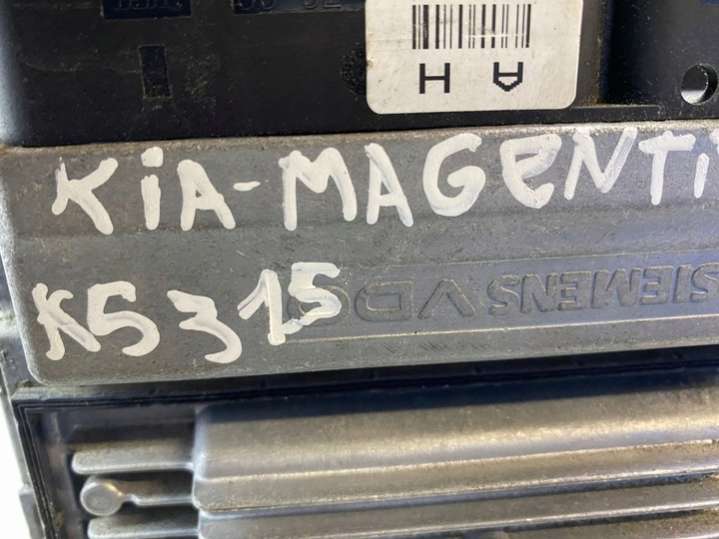 H A
KiA-MAGENTi
K5315
SIEMENS VDO